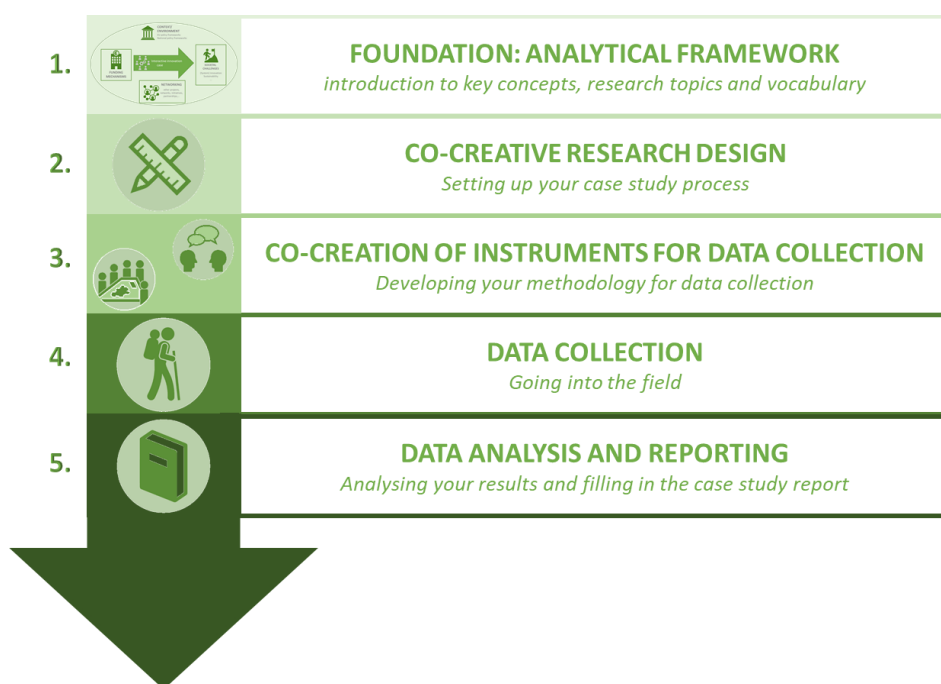 1.
FOUNDATION: ANALYTICAL FRAMEWORK
introduction to key concepts, research topics and vocabulary
2.
CO-CREATIVE RESEARCH DESIGN
Setting up your case study process
3.
CO-CREATION OF INSTRUMENTS FOR DATA COLLECTION
Developing your methodology for data collection
4.
DATA COLLECTION
Going into the field
5.
DATA ANALYSIS AND REPORTING
Analysing your results and filling in the case study report